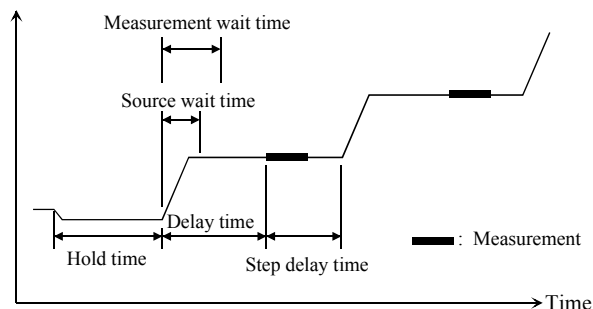 Measurement wait time
Source wait time
Delay time
Hold time
Step delay time
: Measurement
Time